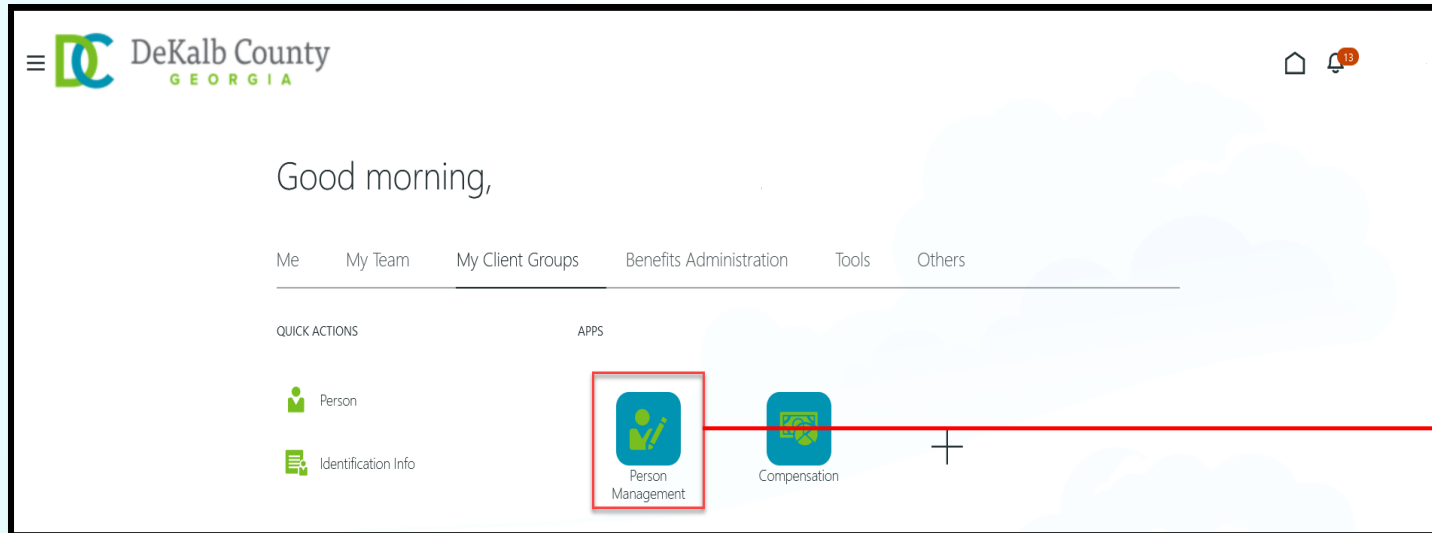 DeKalb County
GEORGIA
13
Good morning,
Me My Team My Client Groups Benefits Administration Tools Others
QUICK ACTIONS APPS
Person
Identification Info
Person
Management
Compensation